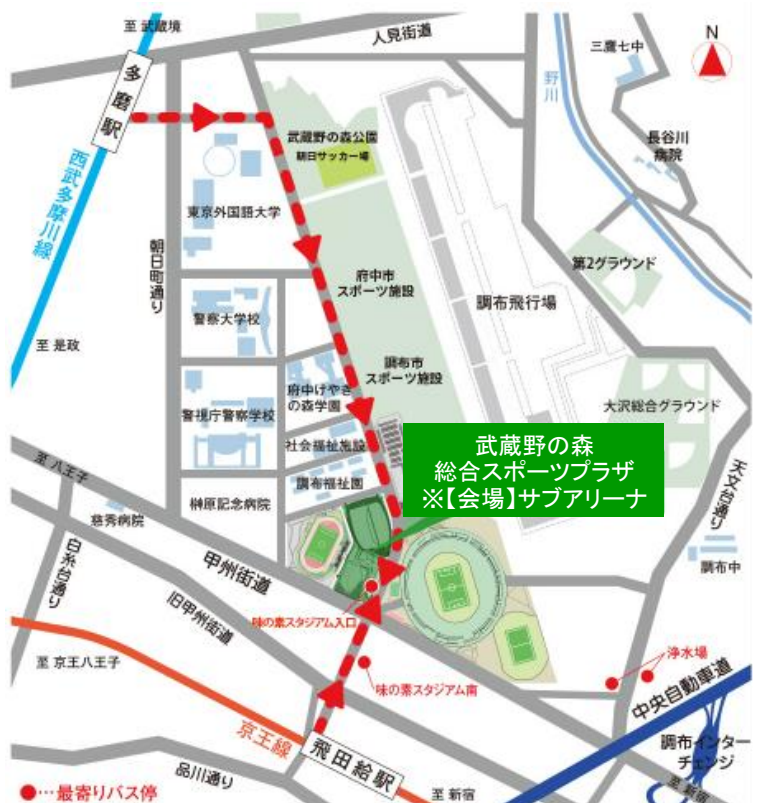 至 武蔵境
人見街道
N
三鷹七中
多磨駅
野川
武蔵野の森公園
朝日サッカー場
長谷川
病院
西武多摩川線
東京外国語大学
朝日町通り
第2グラウンド
府中市
スポーツ施設
調布飛行場
警察大学校
至 是政
調布市
スポーツ施設
府中けやき
の森学園
大沢総合グラウンド
警視庁警察学校
武蔵野の森
総合スポーツプラザ
※【会場】サブアリーナ
社会福祉施設
至 八王子
調布福祉園
榊原記念病院
天文台通り
慈秀病院
調布中
白糸台通り
甲州街道
旧甲州街道
味の素スタジアム入口
至 京王八王子
味の素スタジアム南
浄水場
中央自動車道
京王線
飛田給駅
調布インター
チェンジ
品川通り
至 新宿
至 新宿
●…最寄りバス停